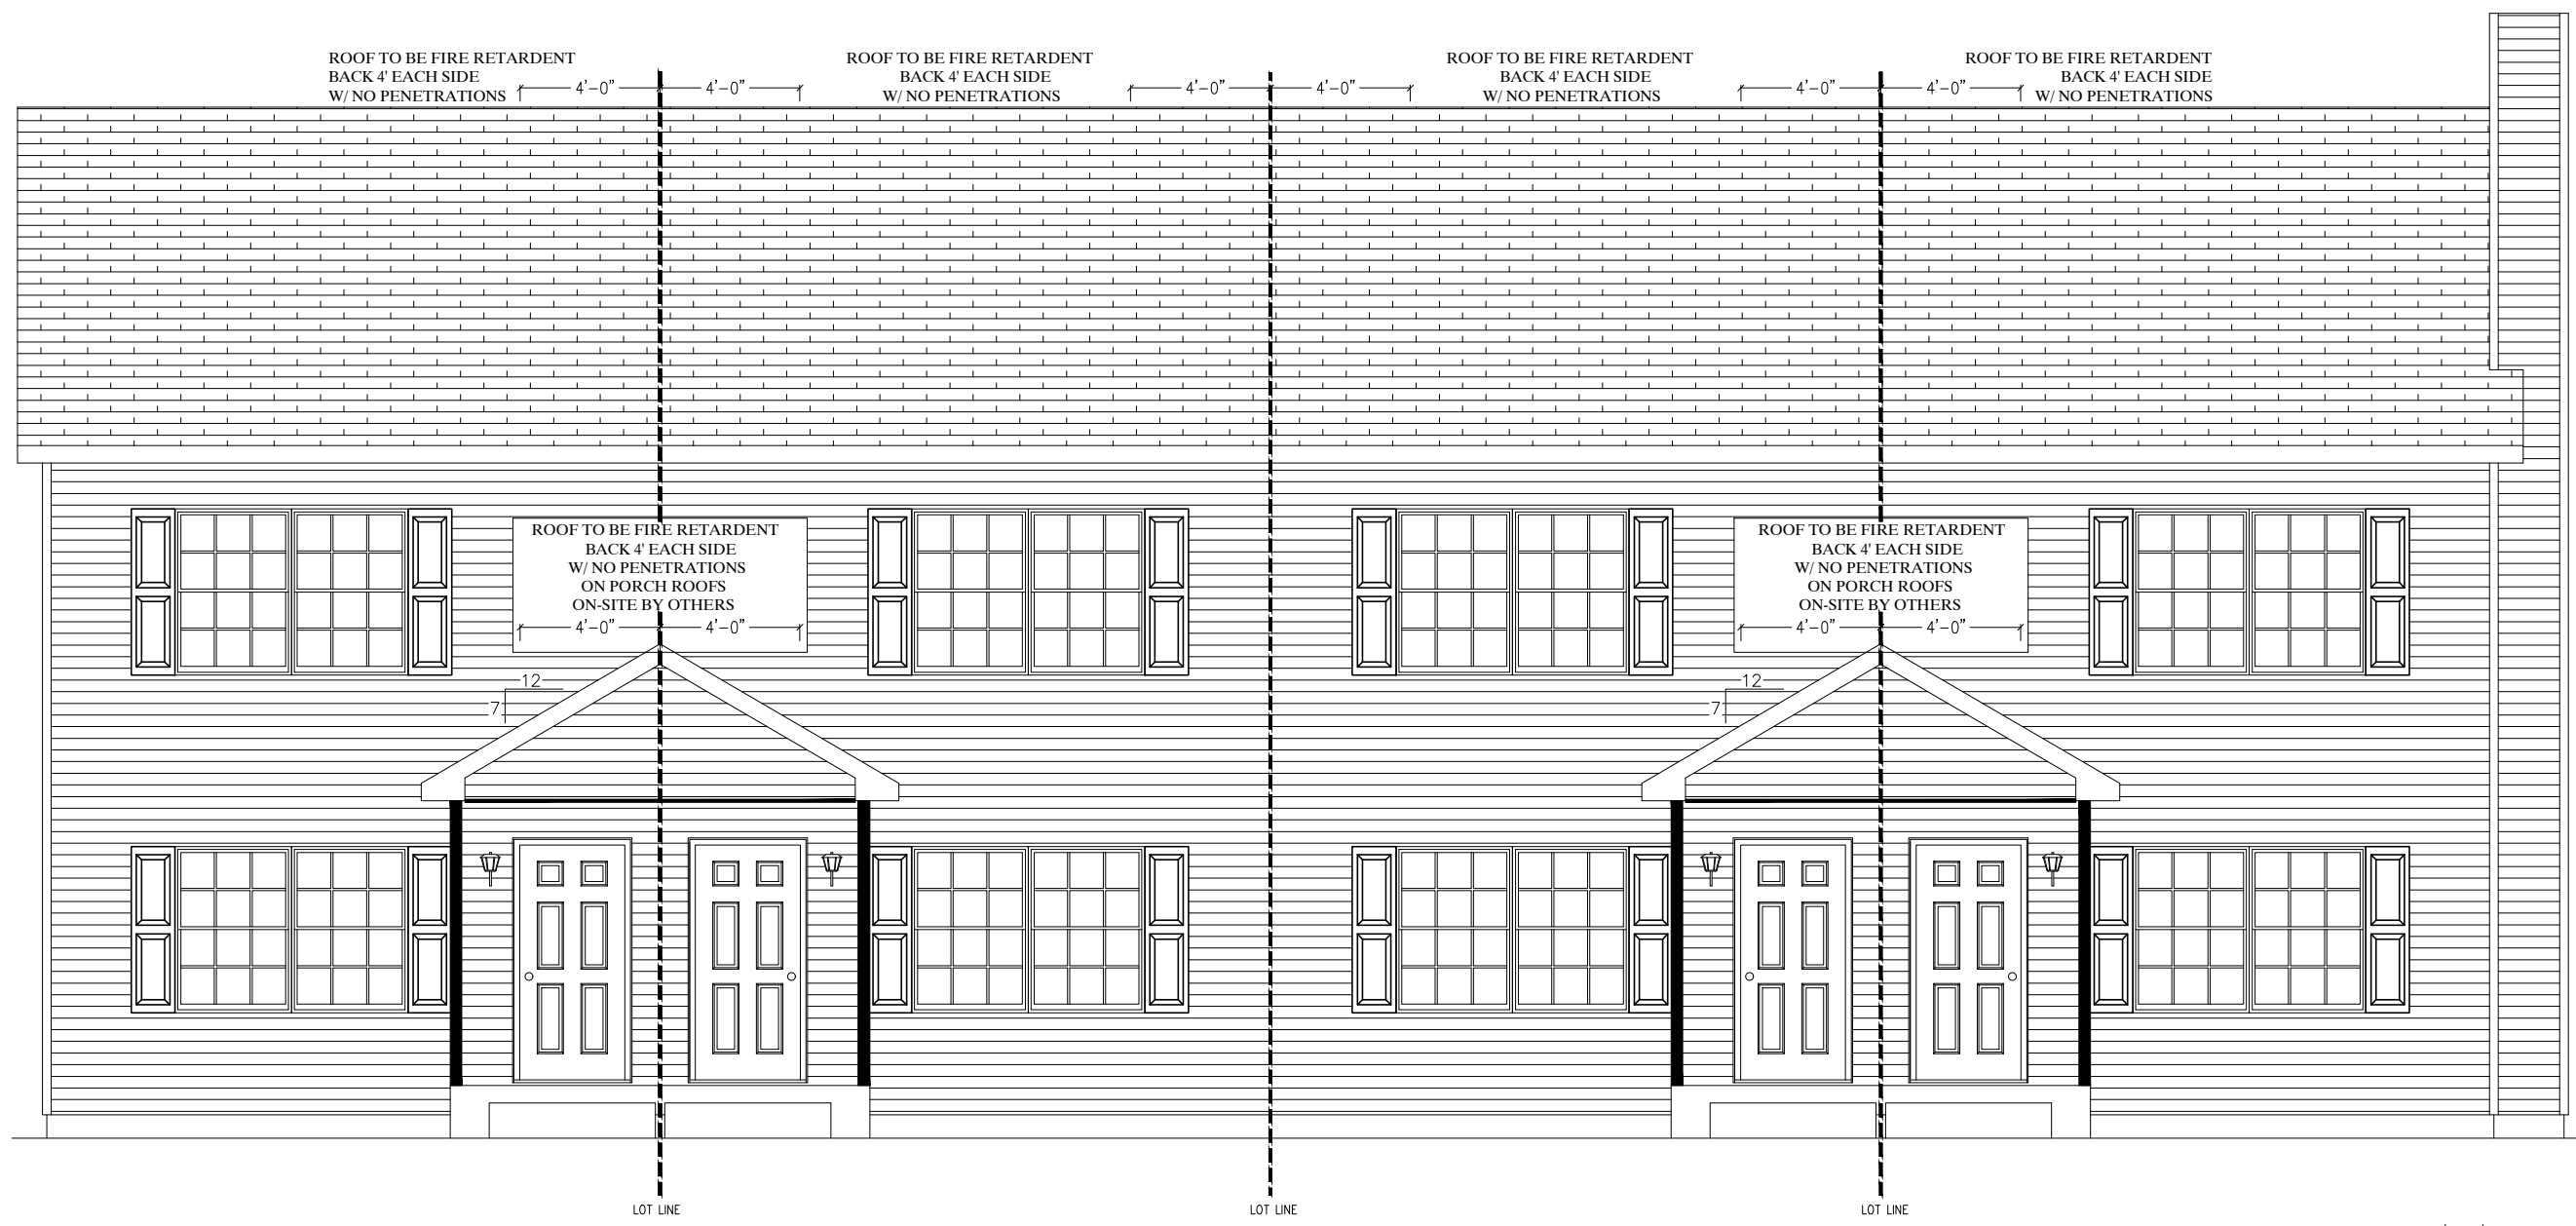 ROOF TO BE FIRE RETARDENT
BACK 4' EACH SIDE
W/ NO PENETRATIONS
4'-0"
4'-0"
ROOF TO BE FIRE RETARDENT
BACK 4' EACH SIDE
W/ NO PENETRATIONS
4'-0"
4'-0"
ROOF TO BE FIRE RETARDENT
BACK 4' EACH SIDE
W/ NO PENETRATIONS
4'-0"
4'-0"
ROOF TO BE FIRE RETARDENT
BACK 4' EACH SIDE
W/ NO PENETRATIONS
ROOF TO BE FIRE RETARDENT
BACK 4' EACH SIDE
W/ NO PENETRATIONS
ON PORCH ROOFS
ON-SITE BY OTHERS
4'-0"
4'-0"
12
7
ROOF TO BE FIRE RETARDENT
BACK 4' EACH SIDE
W/ NO PENETRATIONS
ON PORCH ROOFS
ON-SITE BY OTHERS
4'-0"
4'-0"
12
7
LOT LINE
LOT LINE
LOT LINE